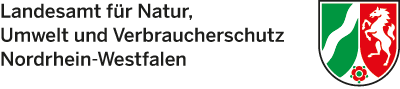 Landesamt für Natur,
Umwelt und Verbraucherschutz
Nordrhein-Westfalen